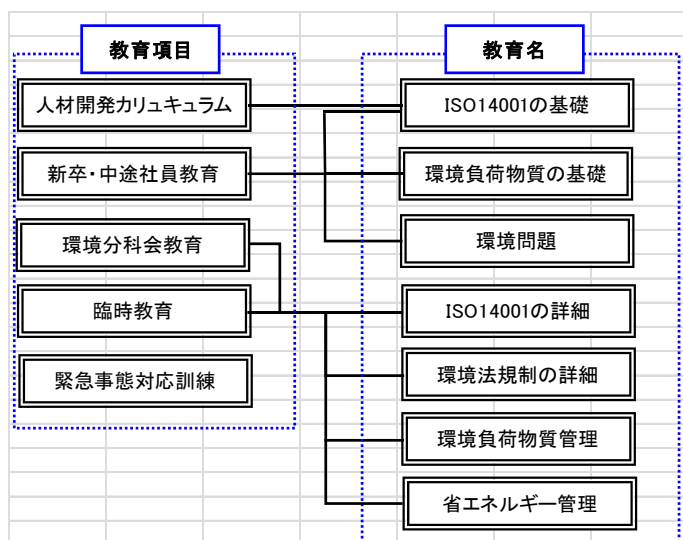 教育項目
人材開発カリュキュラム
新卒・中途社員教育
環境分科会教育
臨時教育
緊急事態対応訓練
教育名
ISO14001の基礎
環境負荷物質の基礎
環境問題
ISO14001の詳細
環境法規制の詳細
環境負荷物質管理
省エネルギー管理